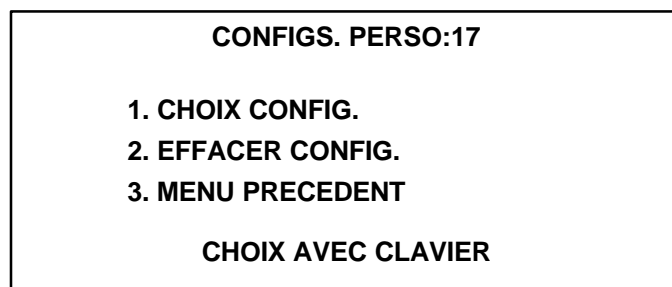 CONFIGS. PERSO:17
1. CHOIX CONFIG.
2. EFFACER CONFIG.
3. MENU PRECEDENT
CHOIX AVEC CLAVIER